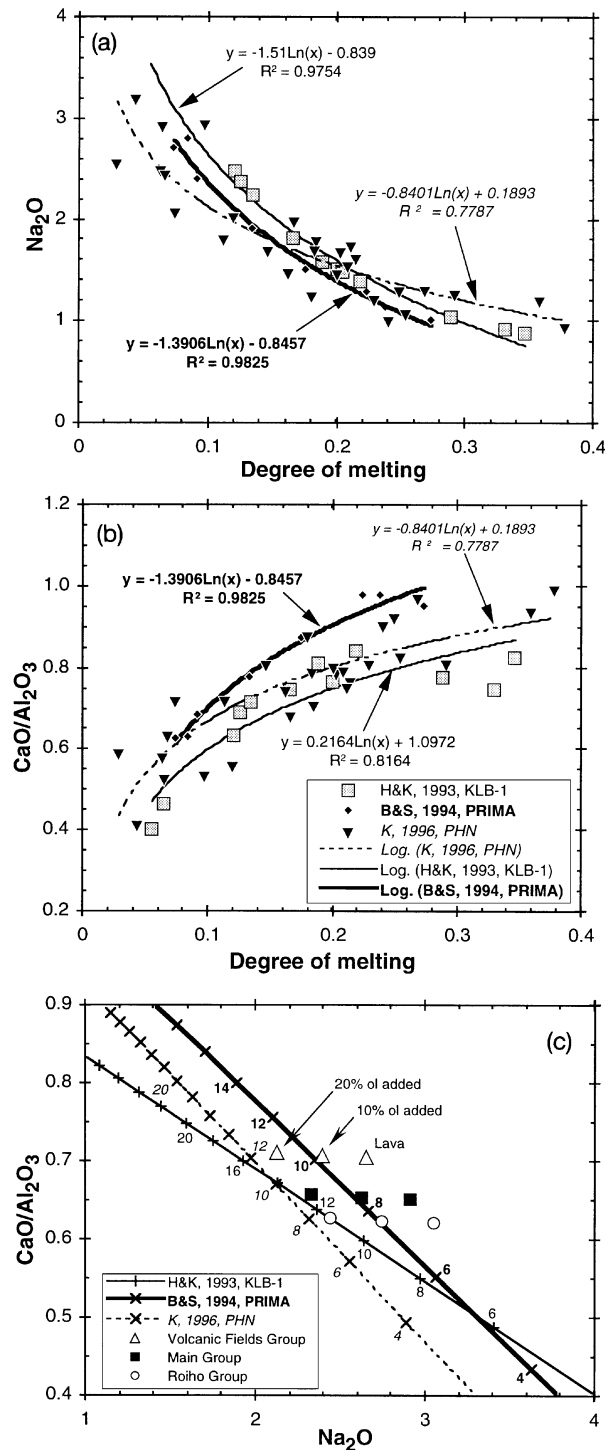 (a)
y = -1.51Ln(x) - 0.839
R² = 0.9754
y = -0.8401Ln(x) + 0.1893
R² = 0.7787
y = -1.3906Ln(x) - 0.8457
R² = 0.9825
Na₂O
4
3
2
1
0
0
0.1
0.2
0.3
0.4
Degree of melting
(b)
y = -0.8401Ln(x) + 0.1893
R² = 0.7787
y = -1.3906Ln(x) - 0.8457
R² = 0.9825
y = 0.2164Ln(x) + 1.0972
R² = 0.8164
H&K, 1993, KLB-1
B&S, 1994, PRIMA
K, 1996, PHN
Log. (K, 1996, PHN)
Log. (H&K, 1993, KLB-1)
Log. (B&S, 1994, PRIMA)
CaO/Al₂O₃
1.2
1.0
0.8
0.6
0.4
0.2
0
0.1
0.2
0.3
0.4
Degree of melting
(c)
20% ol added
10% ol added
Lava
14
12
10
8
6
4
20
12
10
8
6
4
20
16
12
10
8
6
H&K, 1993, KLB-1
B&S, 1994, PRIMA
K, 1996, PHN
Volcanic Fields Group
Main Group
Roiho Group
CaO/Al₂O₃
0.9
0.8
0.7
0.6
0.5
0.4
1
2
3
4
Na₂O